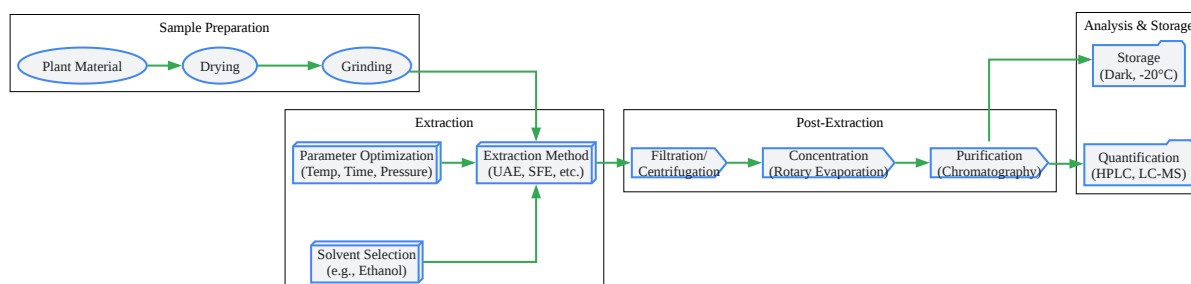 Sample Preparation
Plant Material
Drying
Grinding
Extraction
Parameter Optimization
(Temp, Time, Pressure)
Extraction Method
(UAE, SFE, etc.)
Solvent Selection
(e.g., Ethanol)
Post-Extraction
Filtration/
Centrifugation
Concentration
(Rotary Evaporation)
Purification
(Chromatography)
Analysis & Storage
Storage
(Dark, -20°C)
Quantification
(HPLC, LC-MS)